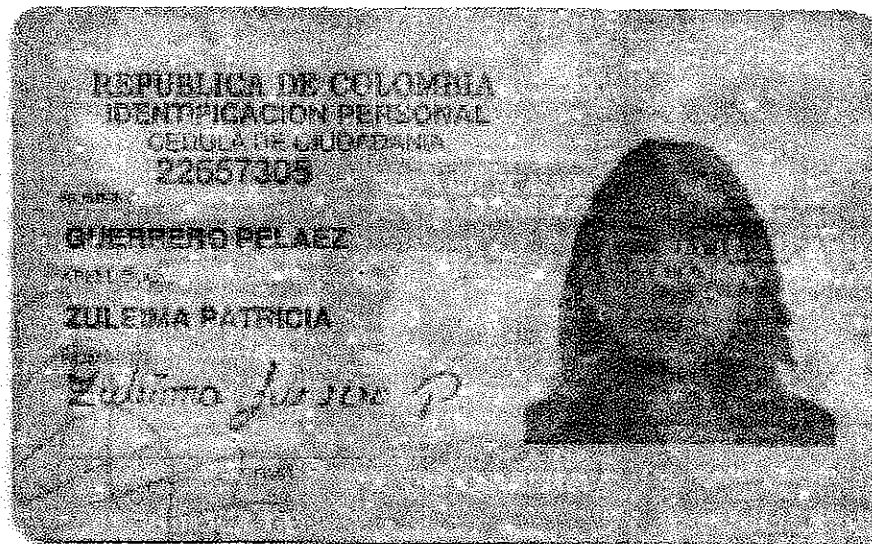 REPUBLICA DE COLOMBIA
IDENTIFICACION PERSONAL
CEDULA DE CIUDADANIA
22657305
GUERRERO PELAEZ
ZULEIMA PATRICIA